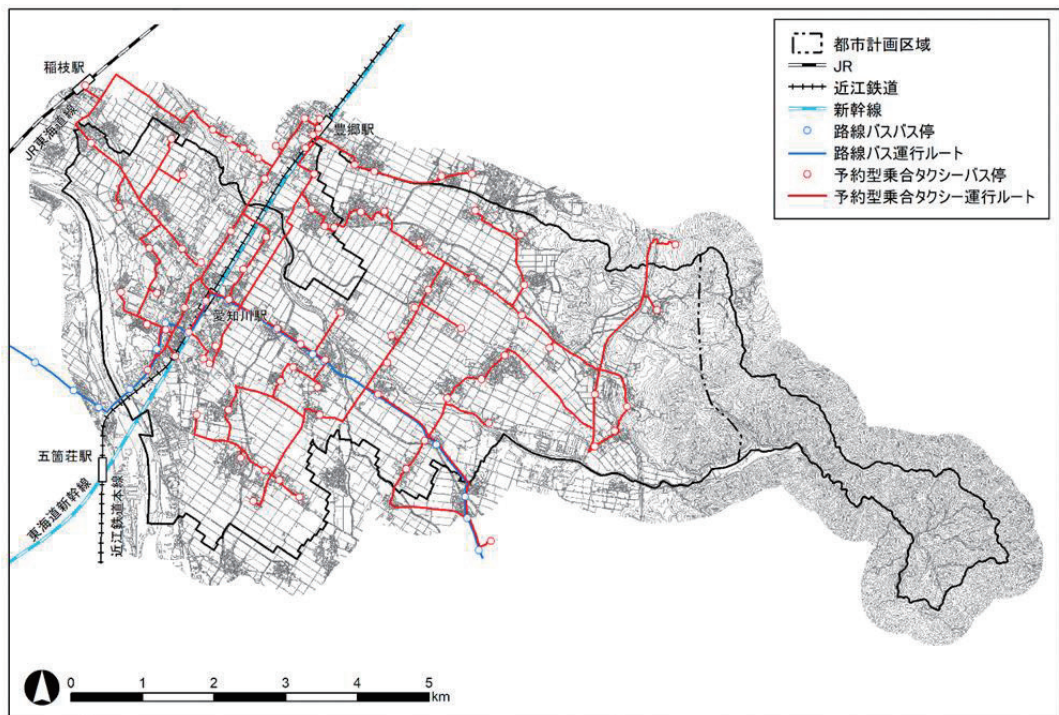 都市計画区域
JR
近江鉄道
新幹線
路線バスバス停
路線バス運行ルート
予約型乗合タクシーバス停
予約型乗合タクシー運行ルート
稲枝駅
JR東海道線
豊郷駅
愛知川駅
五箇荘駅
東海道新幹線
近江鉄道本線
0 1 2 3 4 5
km